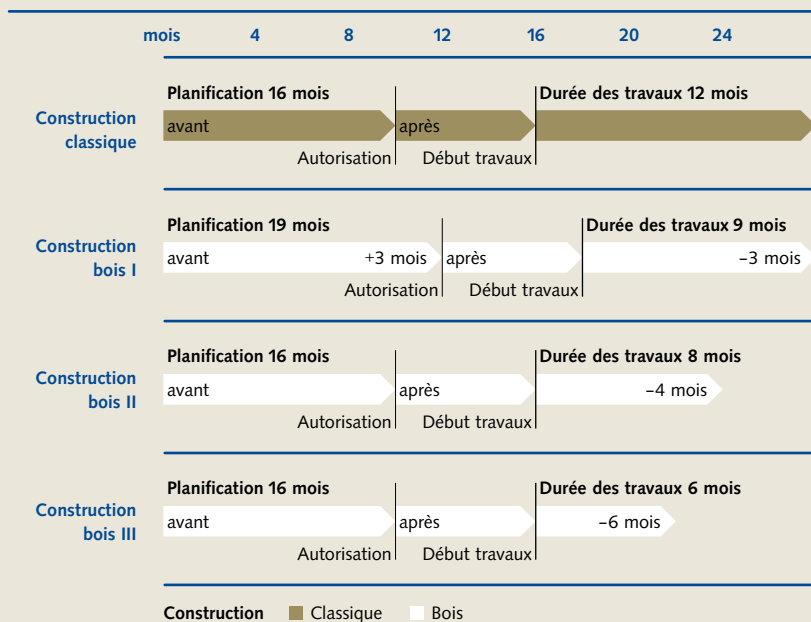 mois 4 8 12 16 20 24
Planification 16 mois Durée des travaux 12 mois
Construction
classique
avant après
Autorisation Début travaux
Planification 19 mois Durée des travaux 9 mois
Construction
bois I
avant +3 mois après –3 mois
Autorisation Début travaux
Planification 16 mois Durée des travaux 8 mois
Construction
bois II
avant après –4 mois
Autorisation Début travaux
Planification 16 mois Durée des travaux 6 mois
Construction
bois III
avant après –6 mois
Autorisation Début travaux
Construction Classique Bois